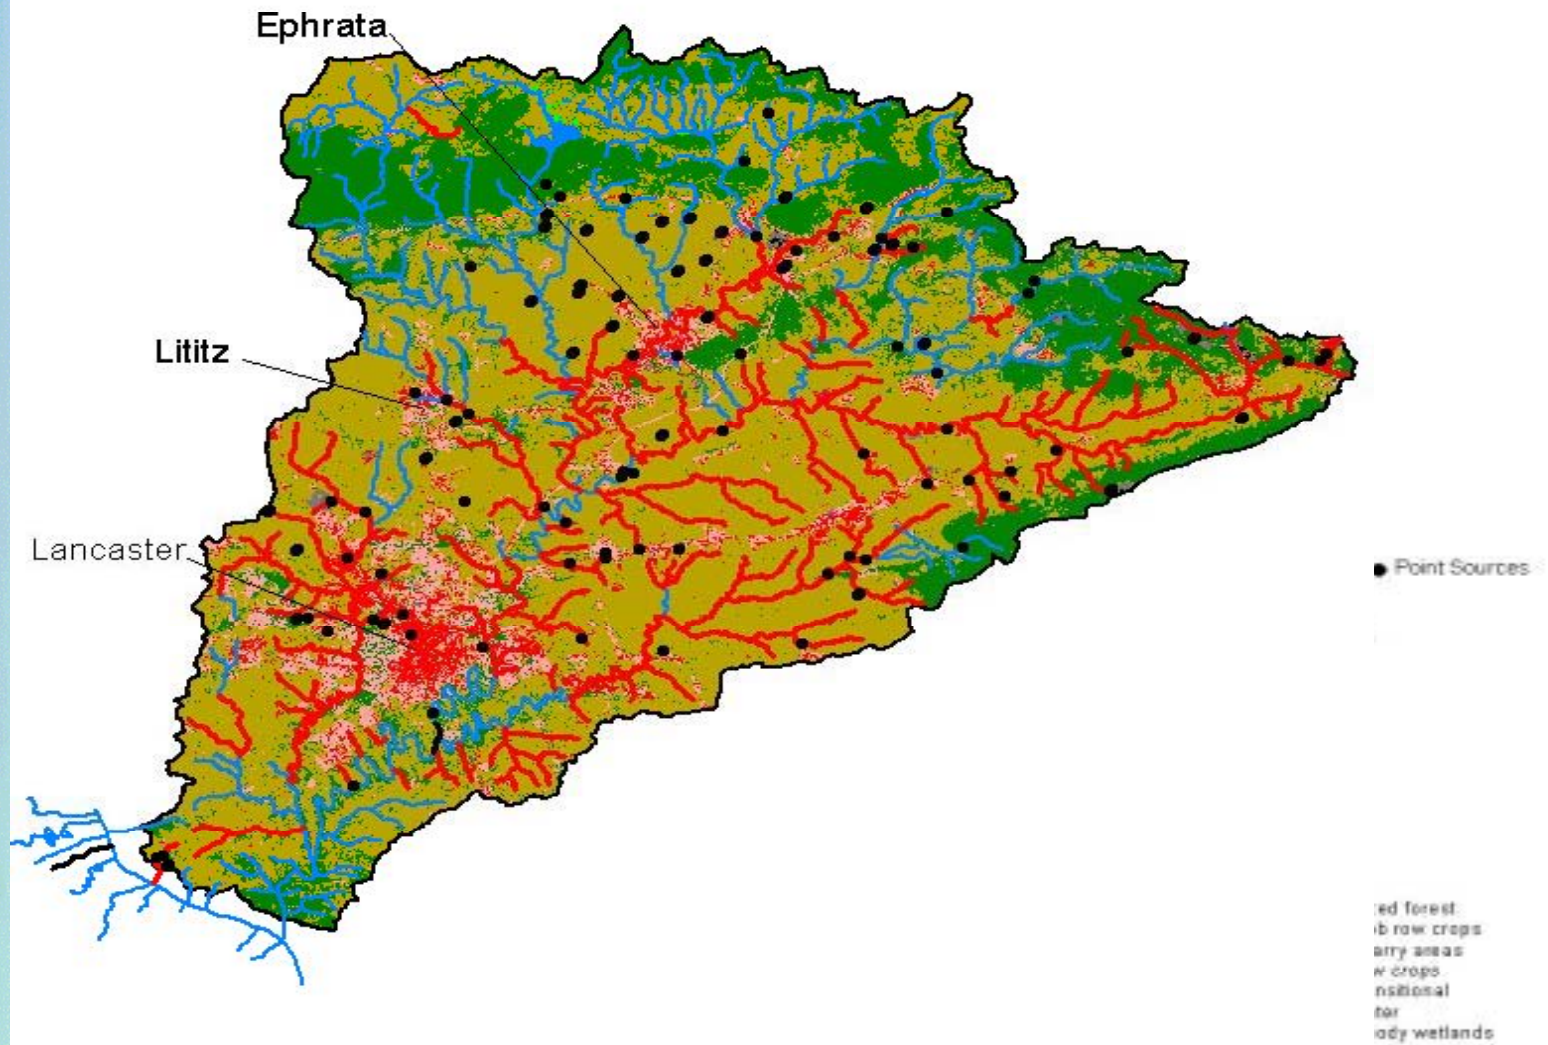 Ephrata
Lititz
Lancaster
Point Sources
ed forest
b row crops
arry areas
w crops
nsitional
ter
ody wetlands